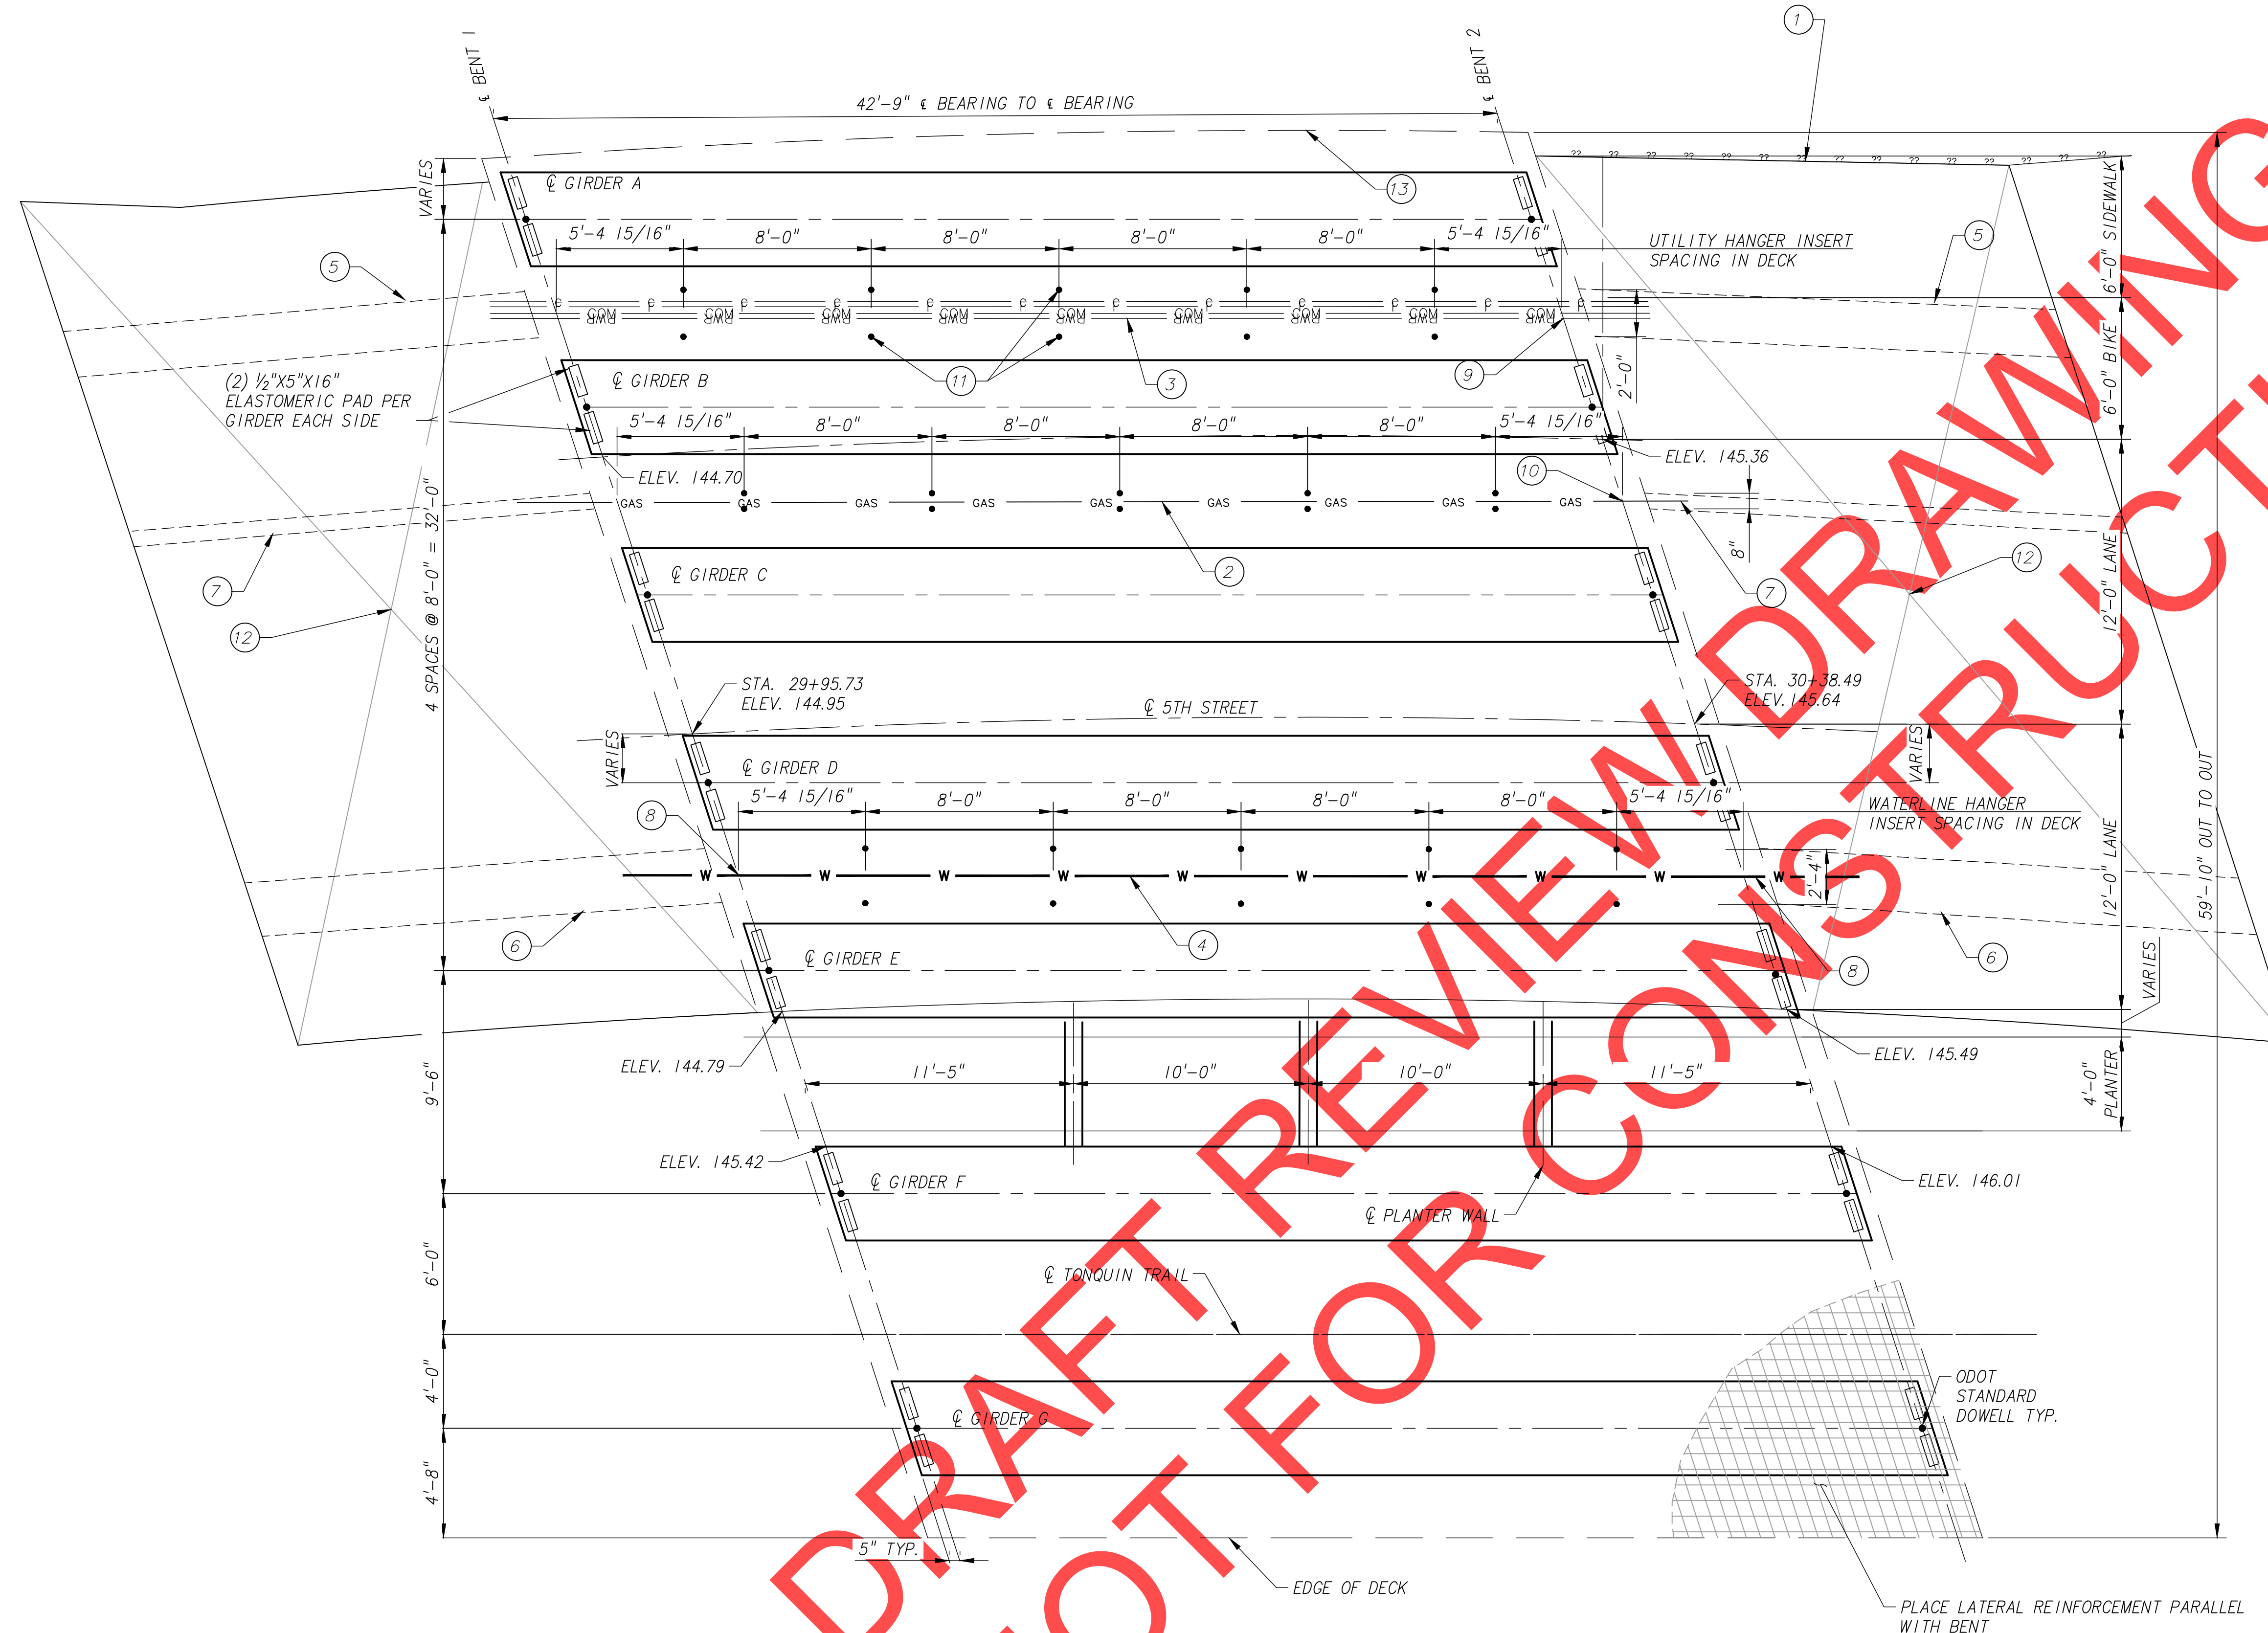 1
℄ BENT 1
℄ BENT 2
42'-9" ℄ BEARING TO ℄ BEARING
?? ?? ?? ?? ?? ?? ?? ?? ?? ?? ?? ?? ?? ?? ??
VARIES
℄ GIRDER A
13
6'-0" SIDEWALK
5'-4 15/16" 8'-0" 8'-0" 8'-0" 8'-0" 5'-4 15/16"
UTILITY HANGER INSERT
SPACING IN DECK
5
5
11
3
9
2'-0"
6'-0" BIKE
(2) ½"X5"X16"
ELASTOMERIC PAD PER
GIRDER EACH SIDE
℄ GIRDER B
5'-4 15/16" 8'-0" 8'-0" 8'-0" 8'-0" 5'-4 15/16"
ELEV. 144.70
ELEV. 145.36
10
GAS GAS GAS GAS GAS GAS GAS GAS GAS
8"
4 SPACES @ 8'-0" = 32'-0"
12'-0" LANE
7
12
℄ GIRDER C
2
7
12
STA. 29+95.73
ELEV. 144.95
℄ 5TH STREET
STA. 30+38.49
ELEV. 145.64
VARIES
VARIES
℄ GIRDER D
59'-10" OUT TO OUT
5'-4 15/16" 8'-0" 8'-0" 8'-0" 8'-0" 5'-4 15/16"
WATERLINE HANGER
INSERT SPACING IN DECK
8
W W W W W W W W W W
2'-4"
12'-0" LANE
6
4
℄ GIRDER E
8
6
VARIES
ELEV. 144.79
ELEV. 145.49
11'-5" 10'-0" 10'-0" 11'-5"
9'-6"
4'-0"
PLANTER
ELEV. 145.42
℄ GIRDER F
ELEV. 146.01
℄ PLANTER WALL
6'-0"
℄ TONQUIN TRAIL
4'-0"
℄ GIRDER G
ODOT
STANDARD
DOWELL TYP.
4'-8"
5" TYP.
EDGE OF DECK
PLACE LATERAL REINFORCEMENT PARALLEL
WITH BENT
DRAFT REVIEW DRAWING
OT FOR CONSTRUCTI